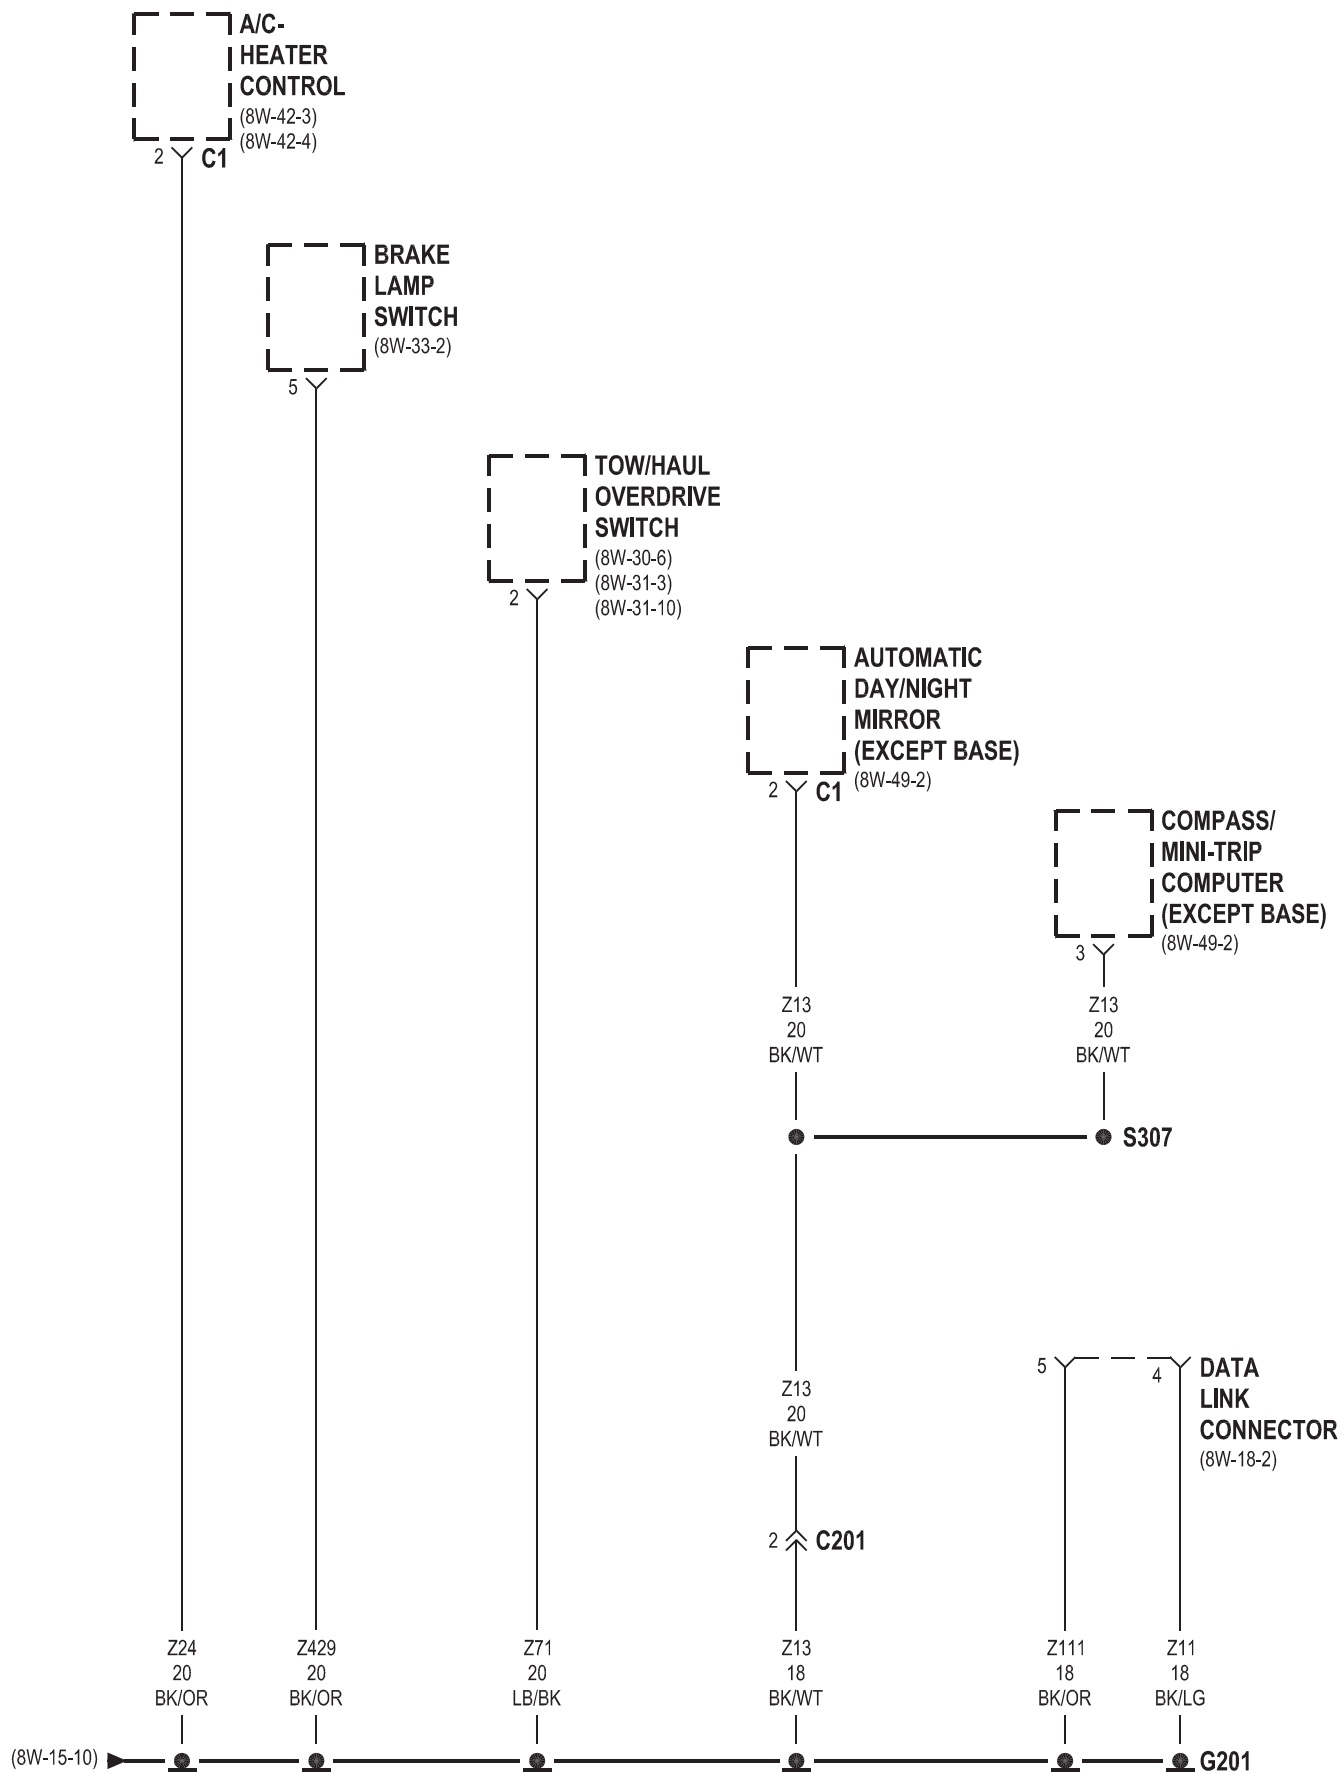 A/C-
HEATER
CONTROL
(8W-42-3)
(8W-42-4)
2
C1
BRAKE
LAMP
SWITCH
(8W-33-2)
5
TOW/HAUL
OVERDRIVE
SWITCH
(8W-30-6)
(8W-31-3)
(8W-31-10)
2
AUTOMATIC
DAY/NIGHT
MIRROR
(EXCEPT BASE)
(8W-49-2)
2
C1
COMPASS/
MINI-TRIP
COMPUTER
(EXCEPT BASE)
(8W-49-2)
3
Z13
20
BK/WT
Z13
20
BK/WT
S307
5
4
DATA
LINK
CONNECTOR
(8W-18-2)
Z13
20
BK/WT
2
C201
Z24
20
BK/OR
Z429
20
BK/OR
Z71
20
LB/BK
Z13
18
BK/WT
Z111
18
BK/OR
Z11
18
BK/LG
(8W-15-10)
G201